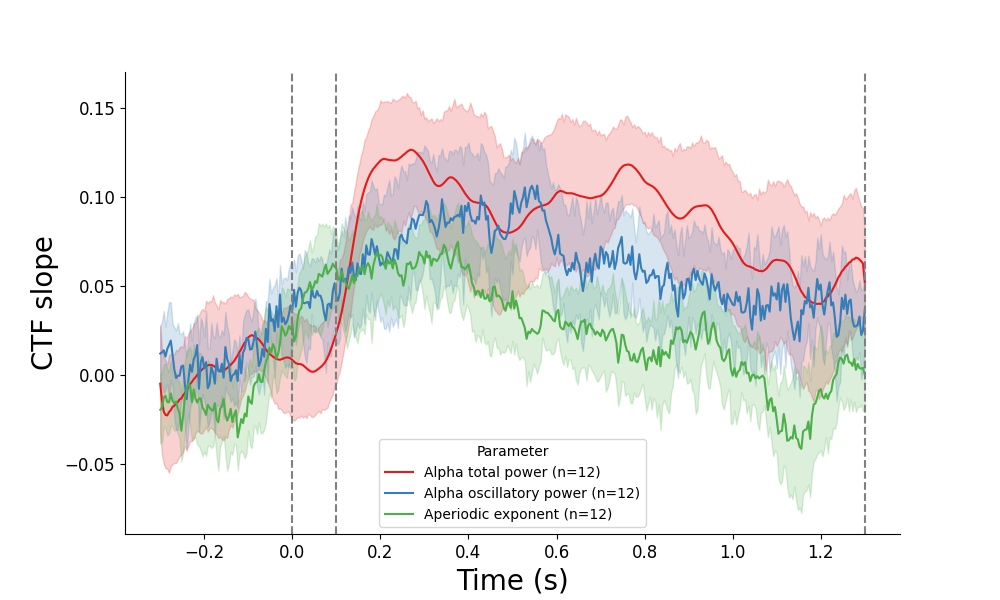 CTF slope
0.15
0.10
0.05
0.00
−0.05
Parameter
Alpha total power (n=12)
Alpha oscillatory power (n=12)
Aperiodic exponent (n=12)
−0.2 0.0 0.2 0.4 0.6 0.8 1.0 1.2
Time (s)